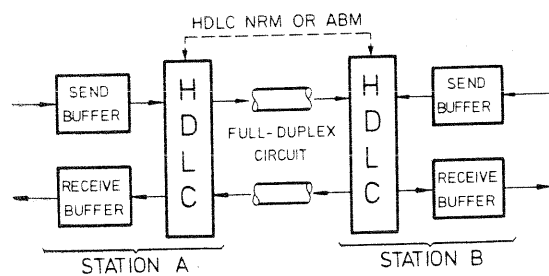 HDLC NRM OR ABM
SEND
BUFFER
H
D
L
C
FULL-DUPLEX
CIRCUIT
H
D
L
C
SEND
BUFFER
RECEIVE
BUFFER
RECEIVE
BUFFER
STATION A
STATION B